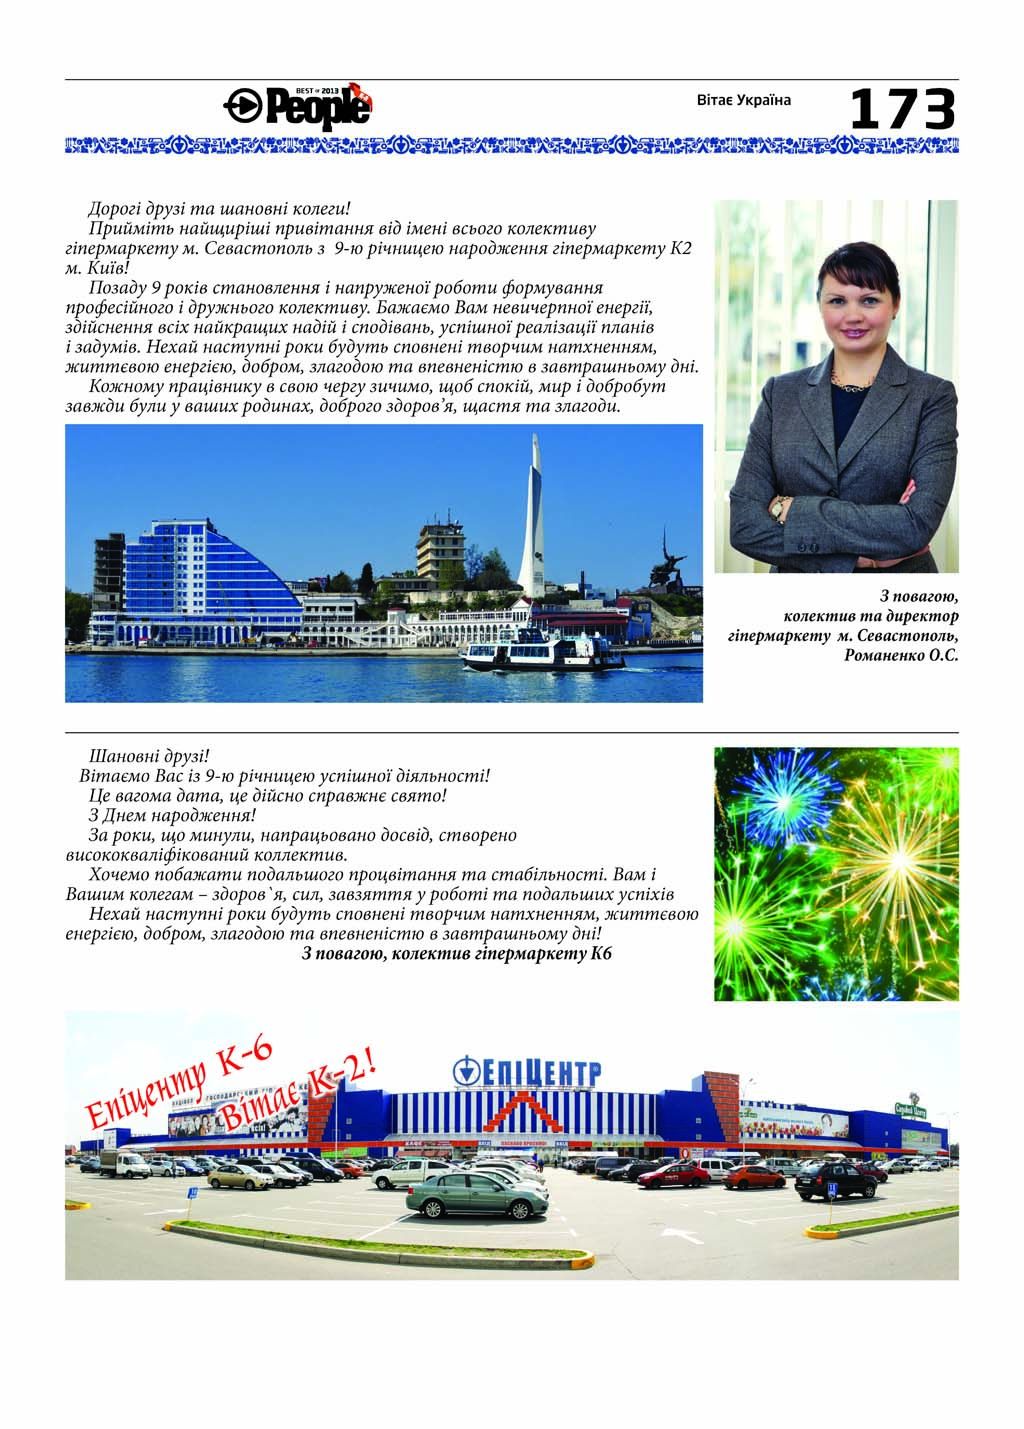 BEST OF 2013
People
Вітає Україна
173
Дорогі друзі та шановні колеги!
Прийміть найщиріші привітання від імені всього колективу
гіпермаркету м. Севастополь з 9-ю річницею народження гіпермаркету К2
м. Київ!
Позаду 9 років становлення і напруженої роботи формування
професійного і дружнього колективу. Бажаємо Вам невичерпної енергії,
здійснення всіх найкращих надій і сподівань, успішної реалізації планів
і задумів. Нехай наступні роки будуть сповнені творчим натхненням,
життєвою енергією, добром, злагодою та впевненістю в завтрашньому дні.
Кожному працівнику в свою чергу зичимо, щоб спокій, мир і добробут
завжди були у ваших родинах, доброго здоров’я, щастя та злагоди.
З повагою,
колектив та директор
гіпермаркету м. Севастополь,
Романенко О.С.
Шановні друзі!
Вітаємо Вас із 9-ю річницею успішної діяльності!
Це вагома дата, це дійсно справжнє свято!
З Днем народження!
За роки, що минули, напрацьовано досвід, створено
висококваліфікований коллектив.
Хочемо побажати подальшого процвітання та стабільності. Вам і
Вашим колегам – здоров`я, сил, завзяття у роботі та подальших успіхів
Нехай наступні роки будуть сповнені творчим натхненням, життєвою
енергією, добром, злагодою та впевненістю в завтрашньому дні!
З повагою, колектив гіпермаркету К6
Епіцентр К-6
Вітає К-2!
ЕПІЦЕНТР
ГОСПОДАРСЬКИЙ